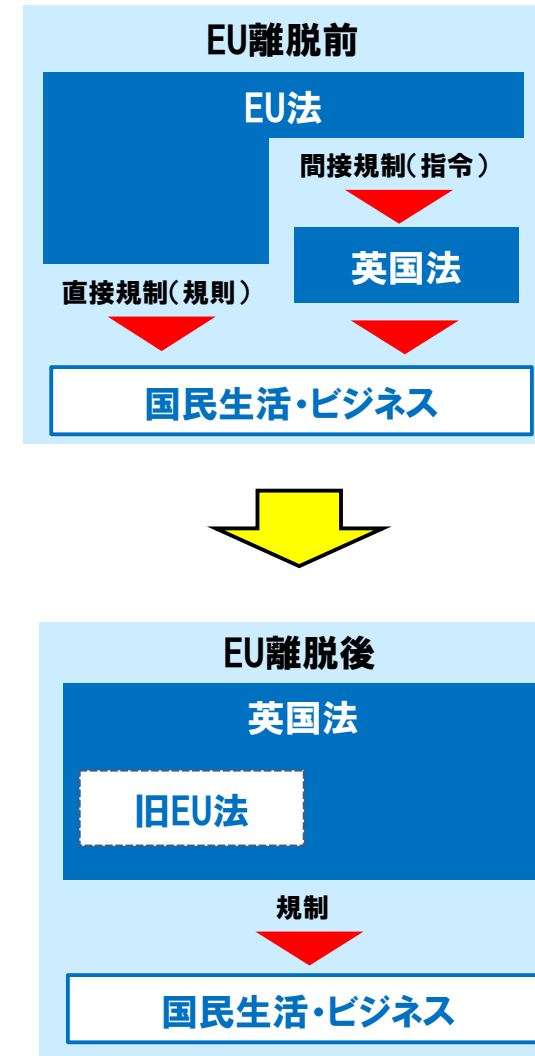 EU離脱前
EU法
間接規制(指令)
英国法
直接規制(規則)
国民生活・ビジネス
EU離脱後
英国法
旧EU法
規制
国民生活・ビジネス